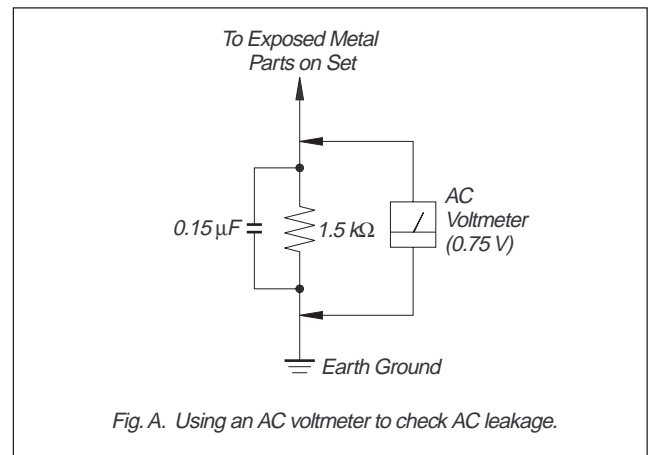 To Exposed Metal
Parts on Set
0.15 μF
1.5 kΩ
AC
Voltmeter
(0.75 V)
Earth Ground
Fig. A. Using an AC voltmeter to check AC leakage.